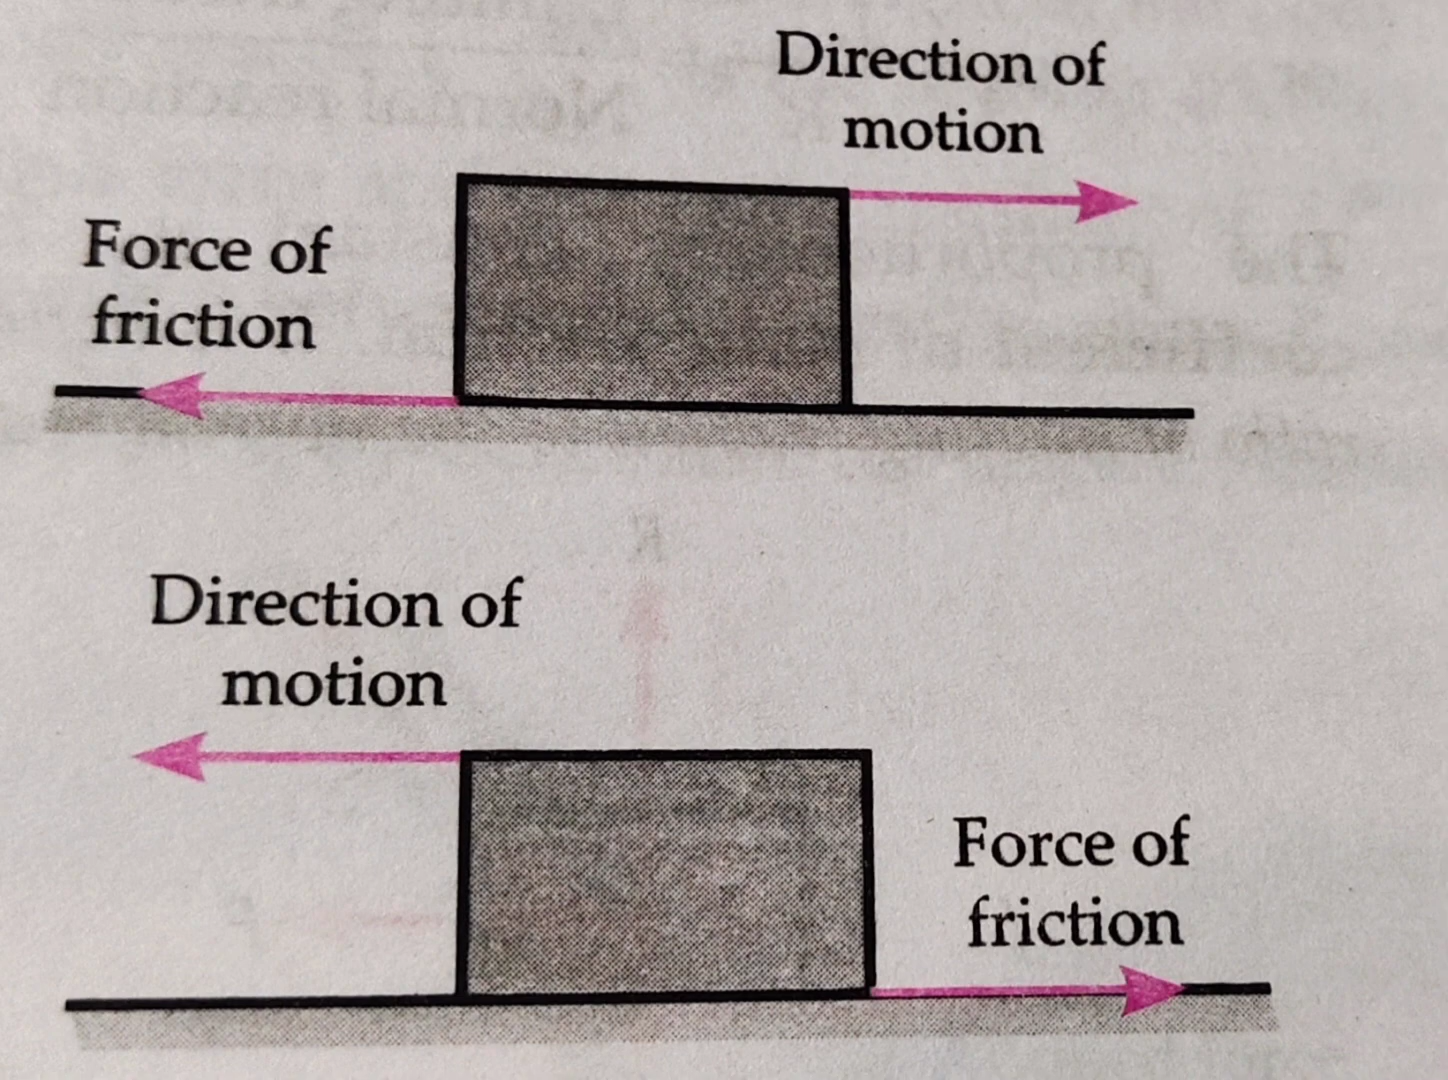 Direction of
motion
Force of
friction
Direction of
motion
Force of
friction